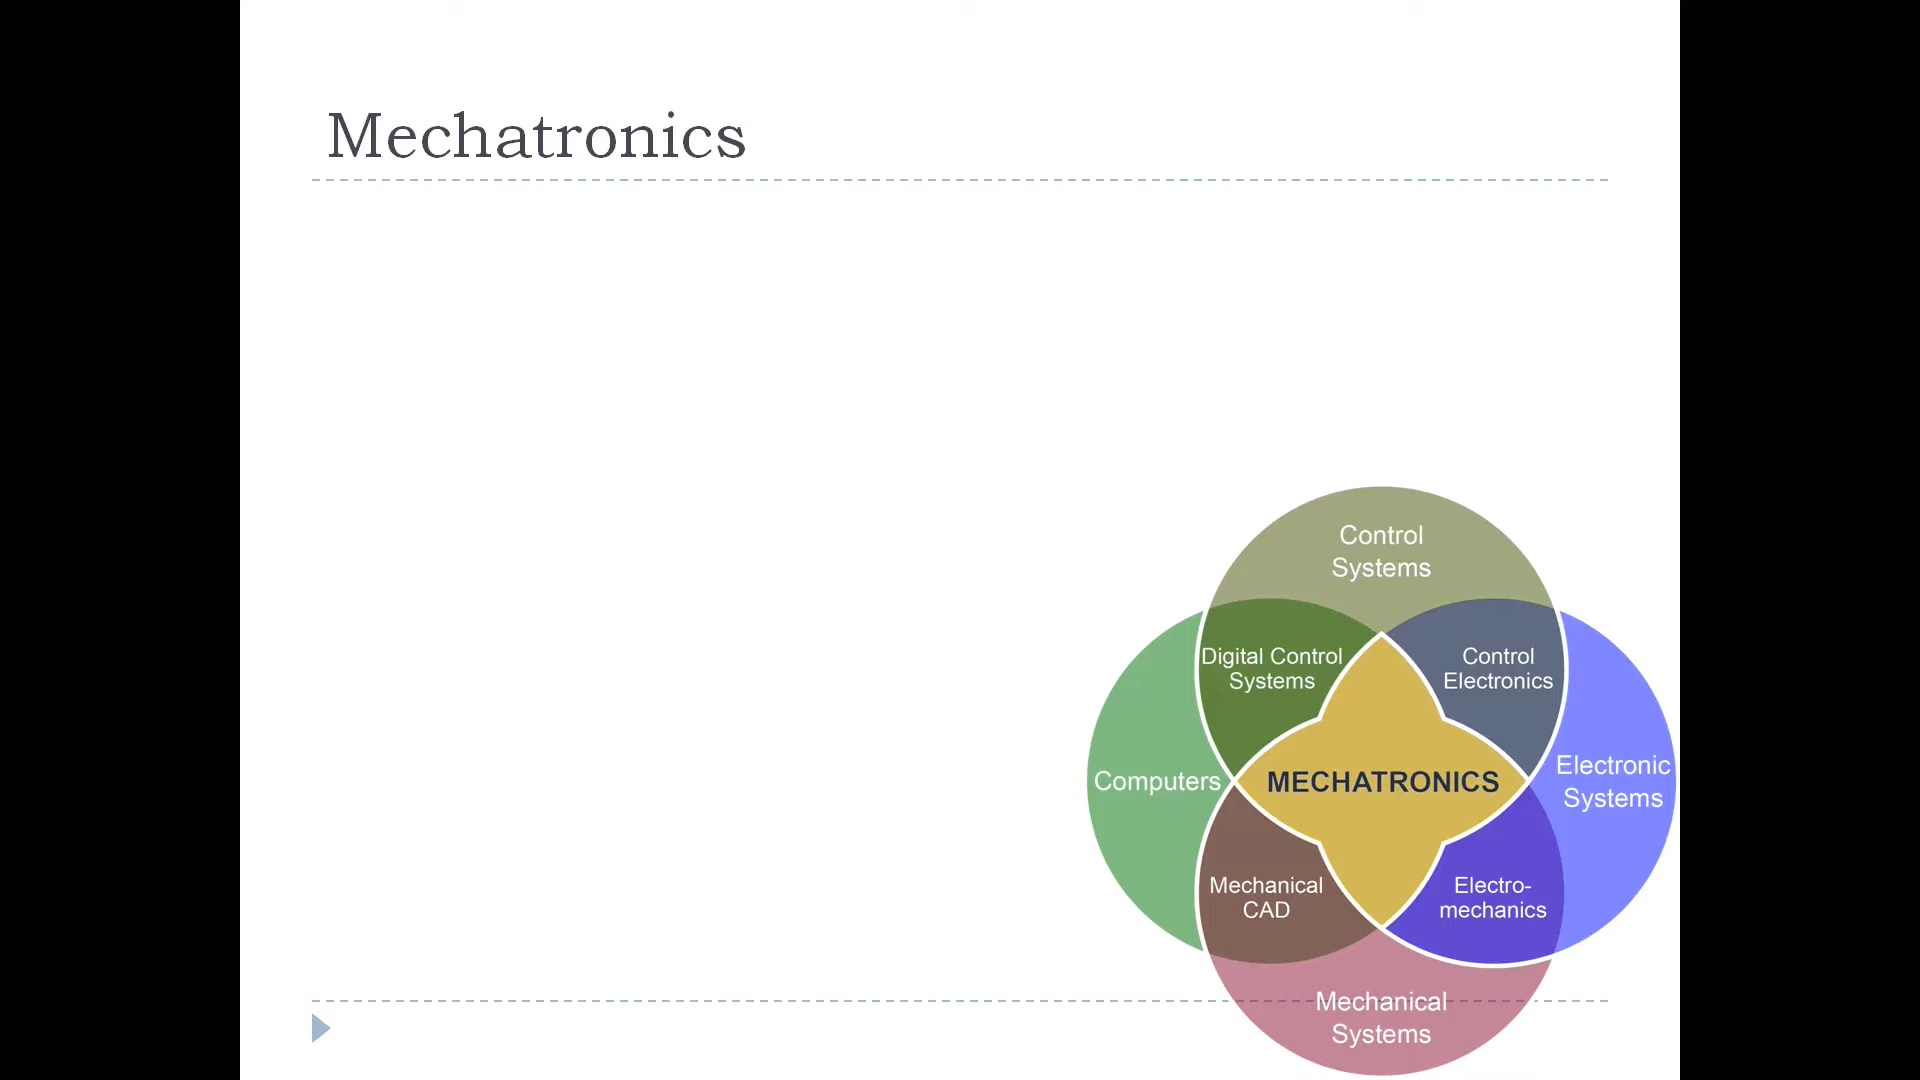 Mechatronics
Control
Systems
Digital Control
Systems
Control
Electronics
Computers
MECHATRONICS
Electronic
Systems
Mechanical
CAD
Electro-
mechanics
Mechanical
Systems